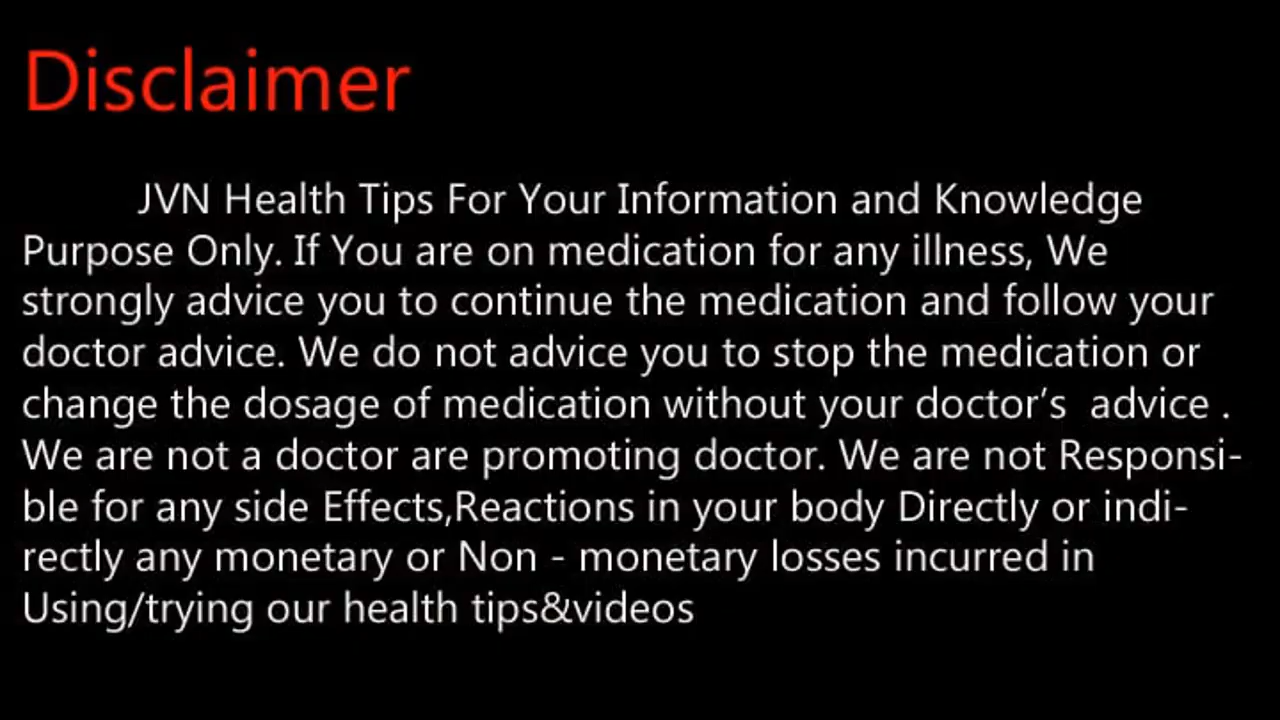 Disclaimer
JVN Health Tips For Your Information and Knowledge
Purpose Only. If You are on medication for any illness, We
strongly advice you to continue the medication and follow your
doctor advice. We do not advice you to stop the medication or
change the dosage of medication without your doctor’s  advice .
We are not a doctor are promoting doctor. We are not Responsi-
ble for any side Effects,Reactions in your body Directly or indi-
rectly any monetary or Non - monetary losses incurred in
Using/trying our health tips&videos